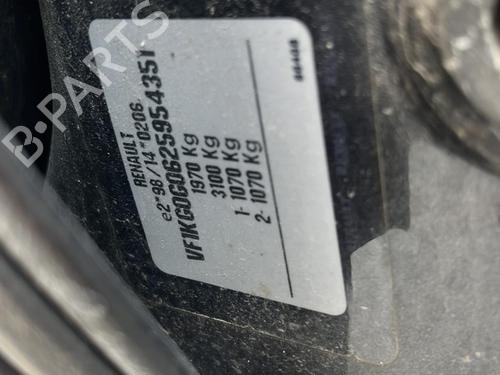 RENAULT
e2*98/14*0206
VF1KG0G0625954351
1970 Kg
3100 Kg
1- 1070 Kg
2- 1070 Kg
B-PARTS